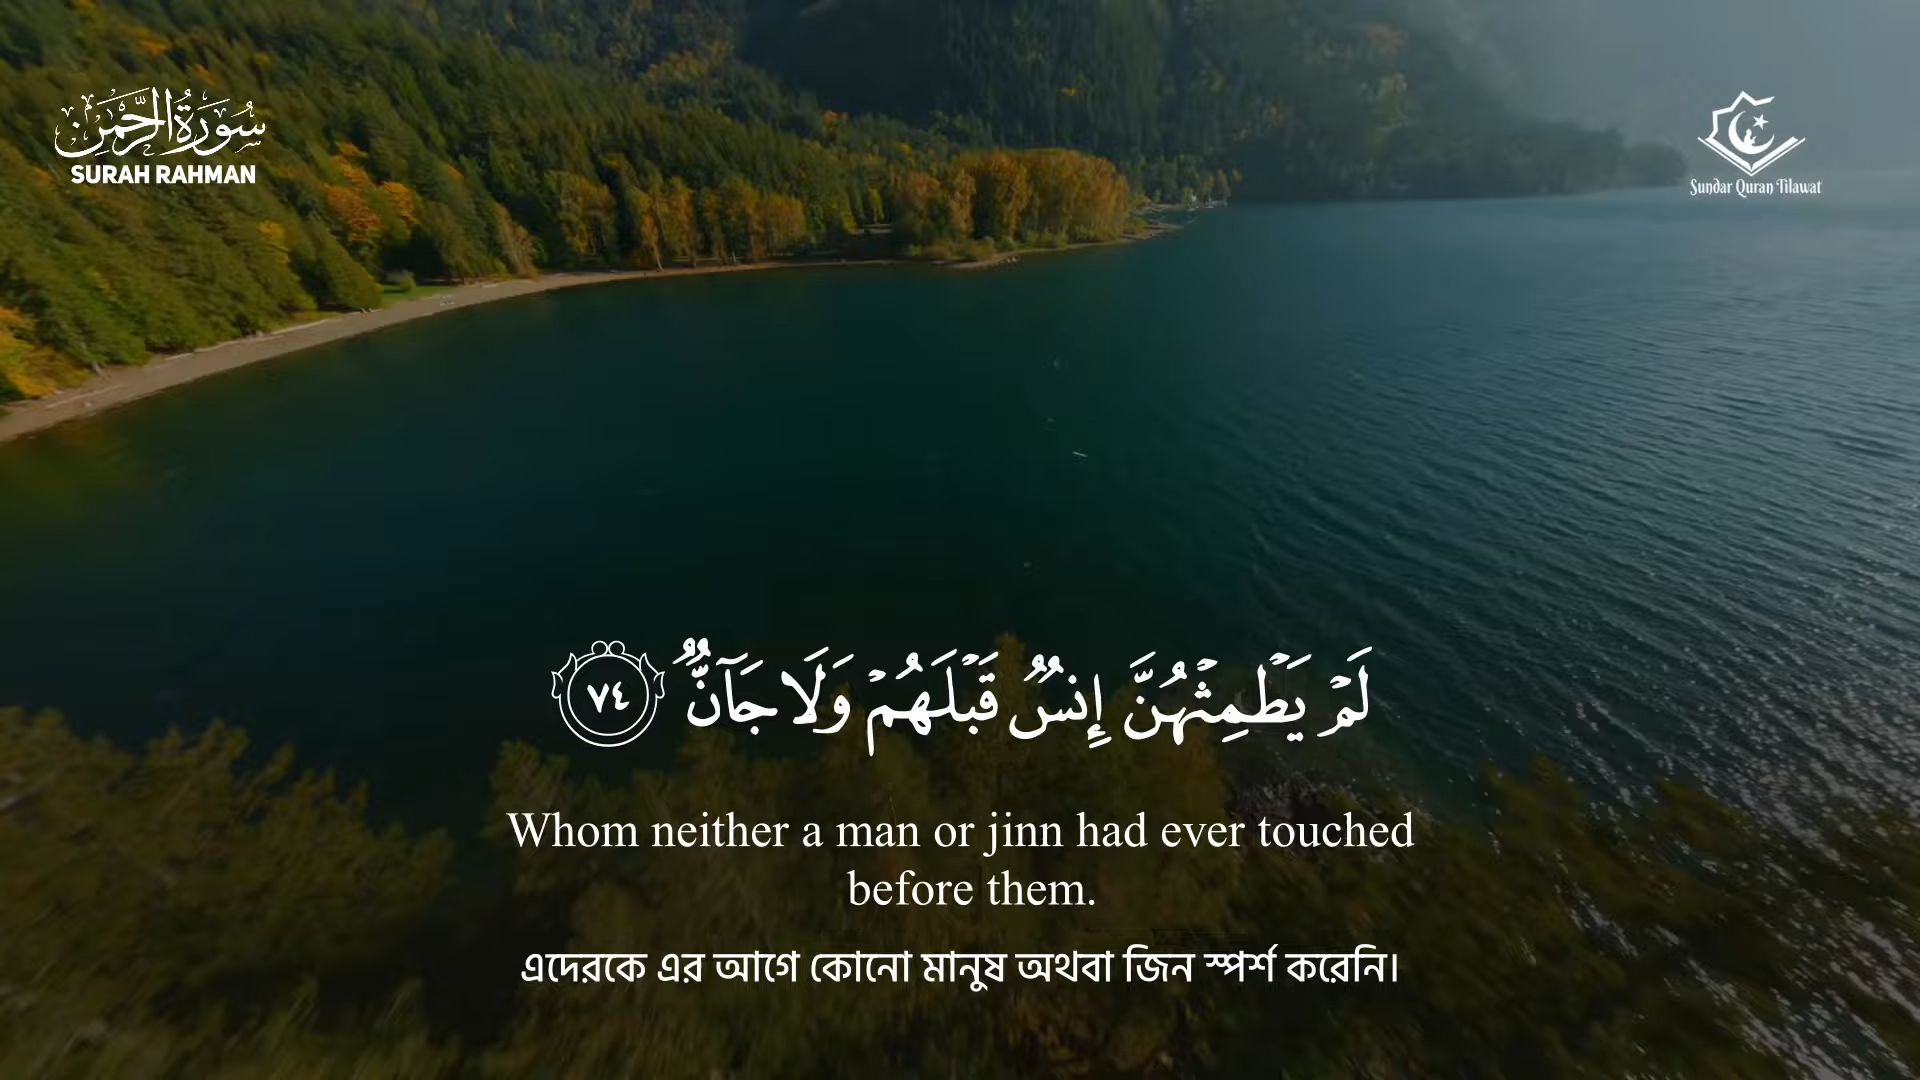 سُورَةُ الرَّحْمَٰن
SURAH RAHMAN
Sundar Quran Tilawat
لَمْ يَطْمِثْهُنَّ إِنسٌ قَبْلَهُمْ وَلَا جَآنٌّ ٧٤
Whom neither a man or jinn had ever touched
before them.
এদেরকে এর আগে কোনো মানুষ অথবা জিন স্পর্শ করেনি।